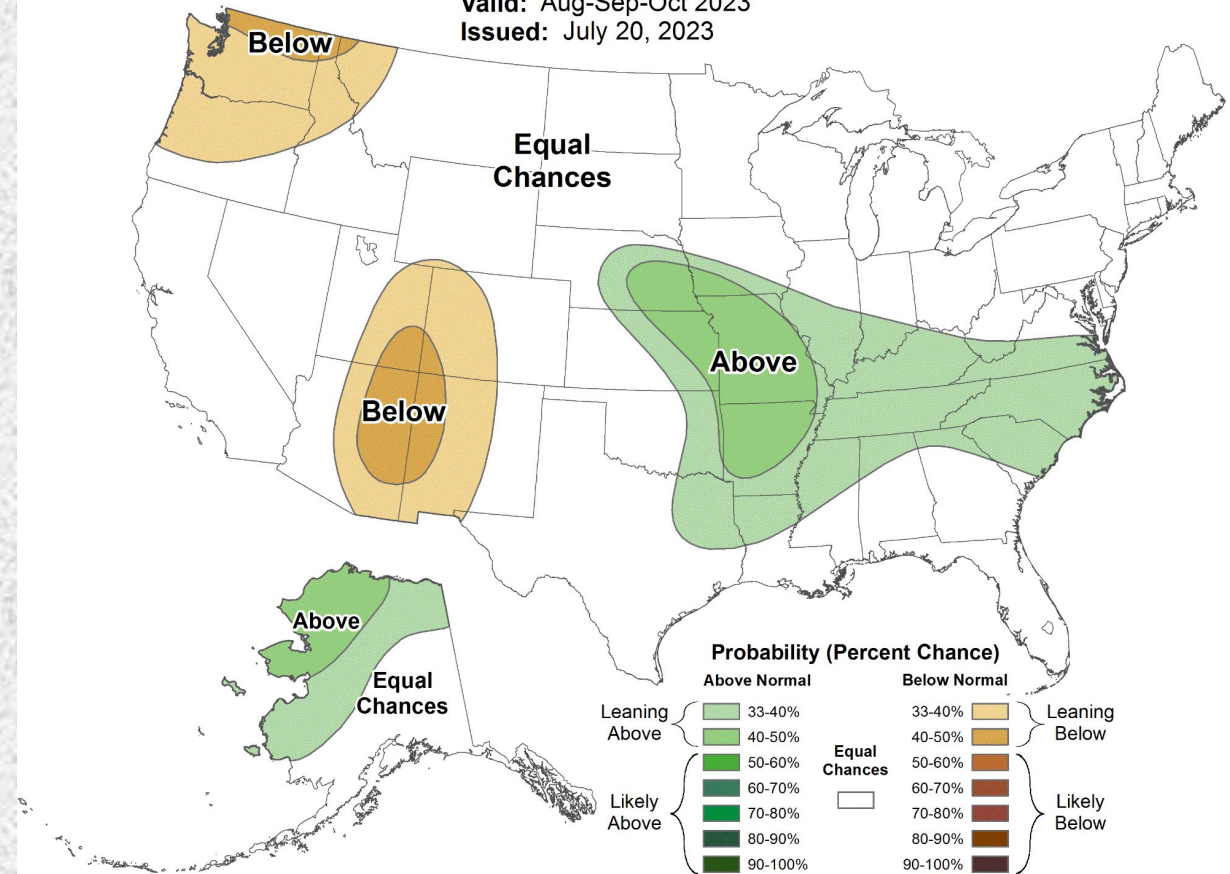 Valid: Aug-Sep-Oct 2023
Issued: July 20, 2023
Below
Equal
Chances
Above
Below
Above
Equal
Chances
Probability (Percent Chance)
Above Normal
Below Normal
Leaning
Above
33-40%
40-50%
Likely
Above
50-60%
60-70%
70-80%
80-90%
90-100%
Equal
Chances
33-40%
40-50%
Leaning
Below
50-60%
60-70%
70-80%
80-90%
90-100%
Likely
Below